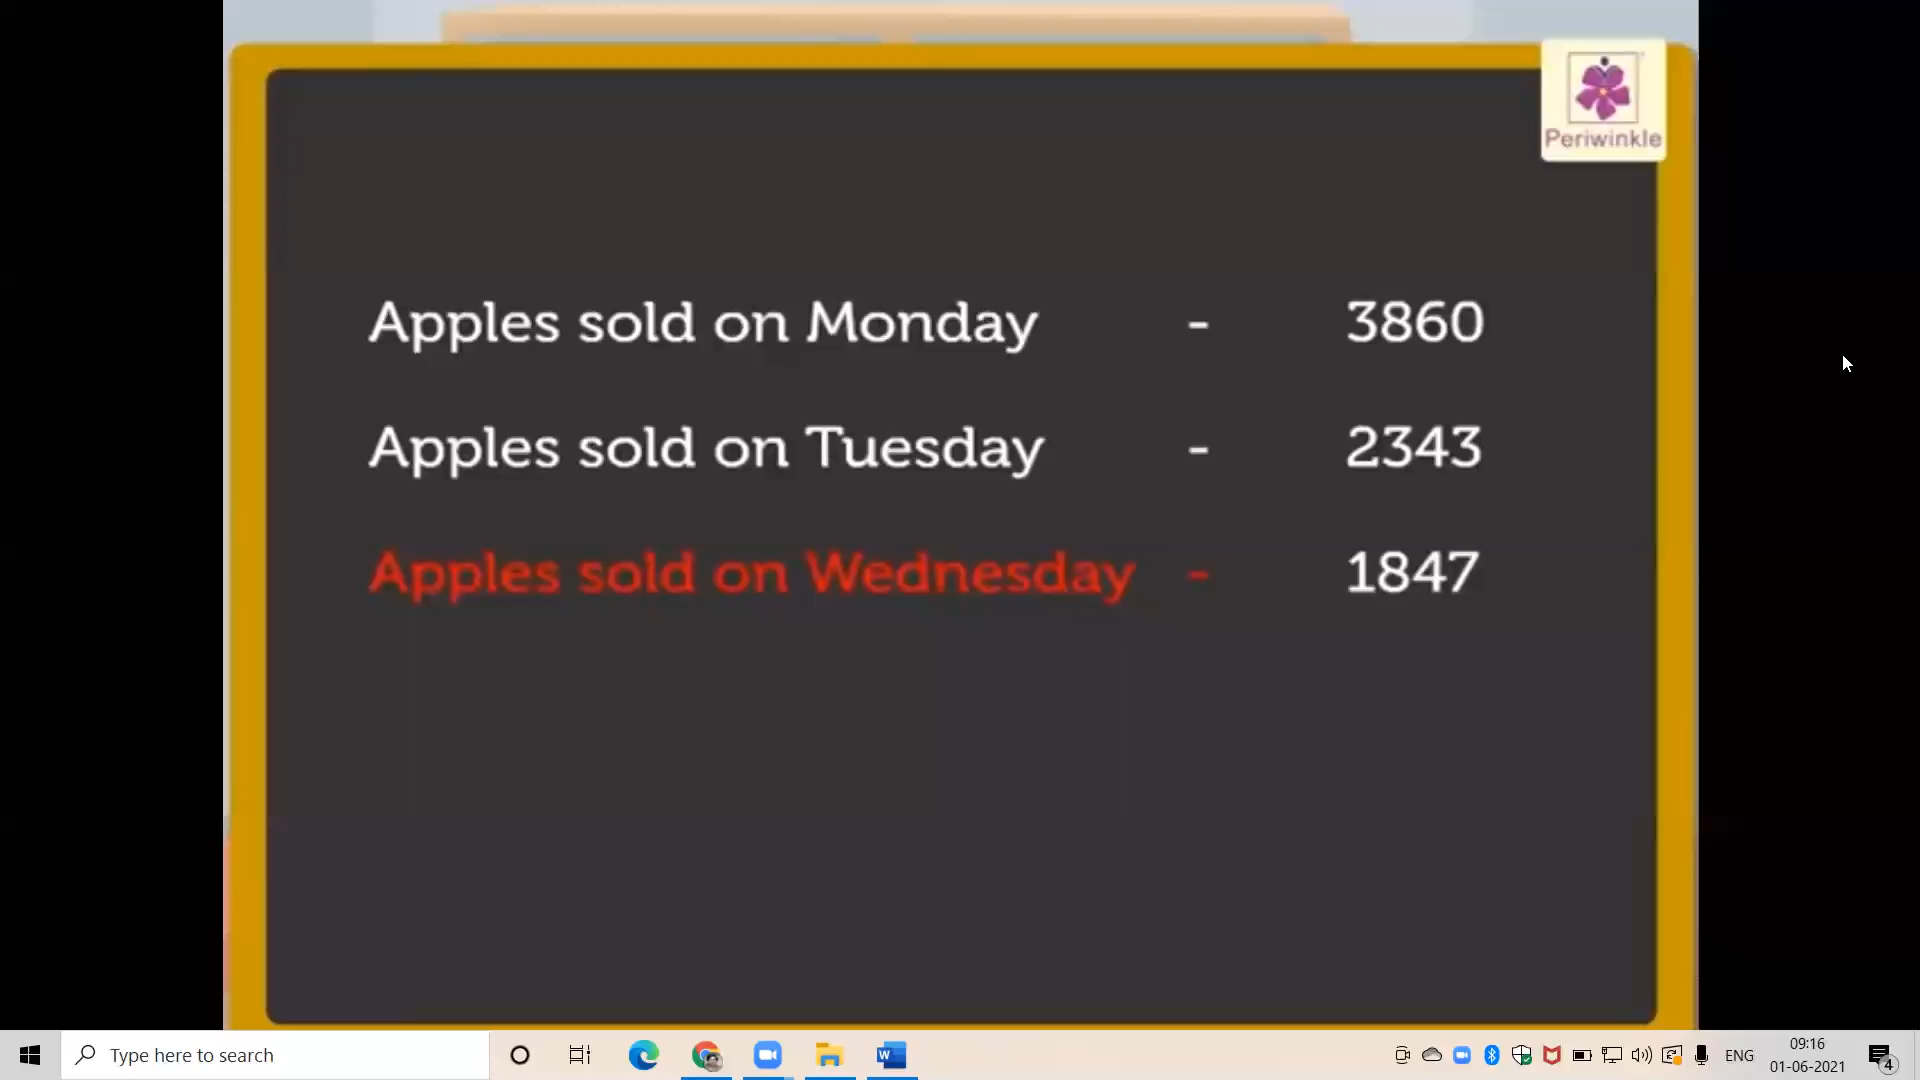 Periwinkle
Apples sold on Monday - 3860
Apples sold on Tuesday - 2343
Apples sold on Wednesday - 1847
Type here to search
ENG
09:16
01-06-2021
4